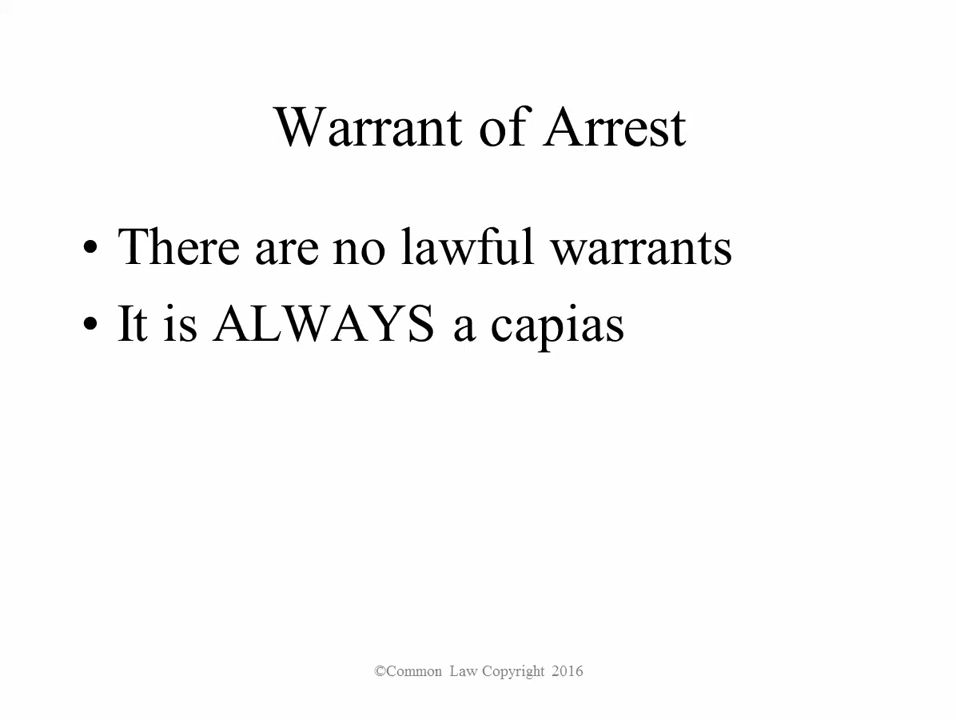 Warrant of Arrest
• There are no lawful warrants
• It is ALWAYS a capias
©Common Law Copyright 2016